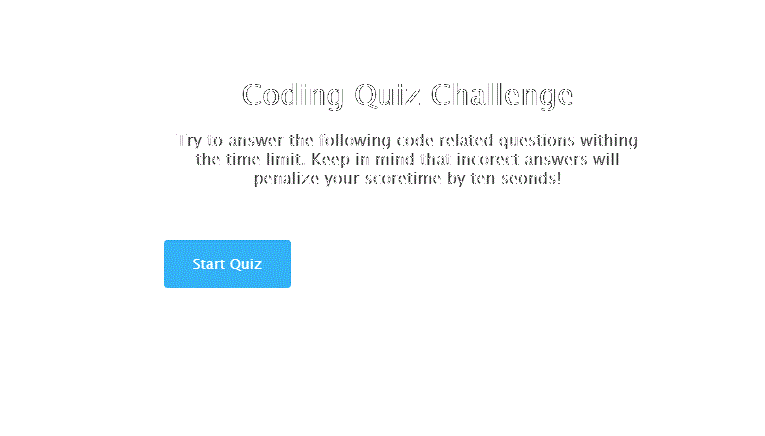 Coding Quiz Challenge
Try to answer the following code related questions withing
the time limit. Keep in mind that incorect answers will
penalize your scoretime by ten seonds!
Start Quiz